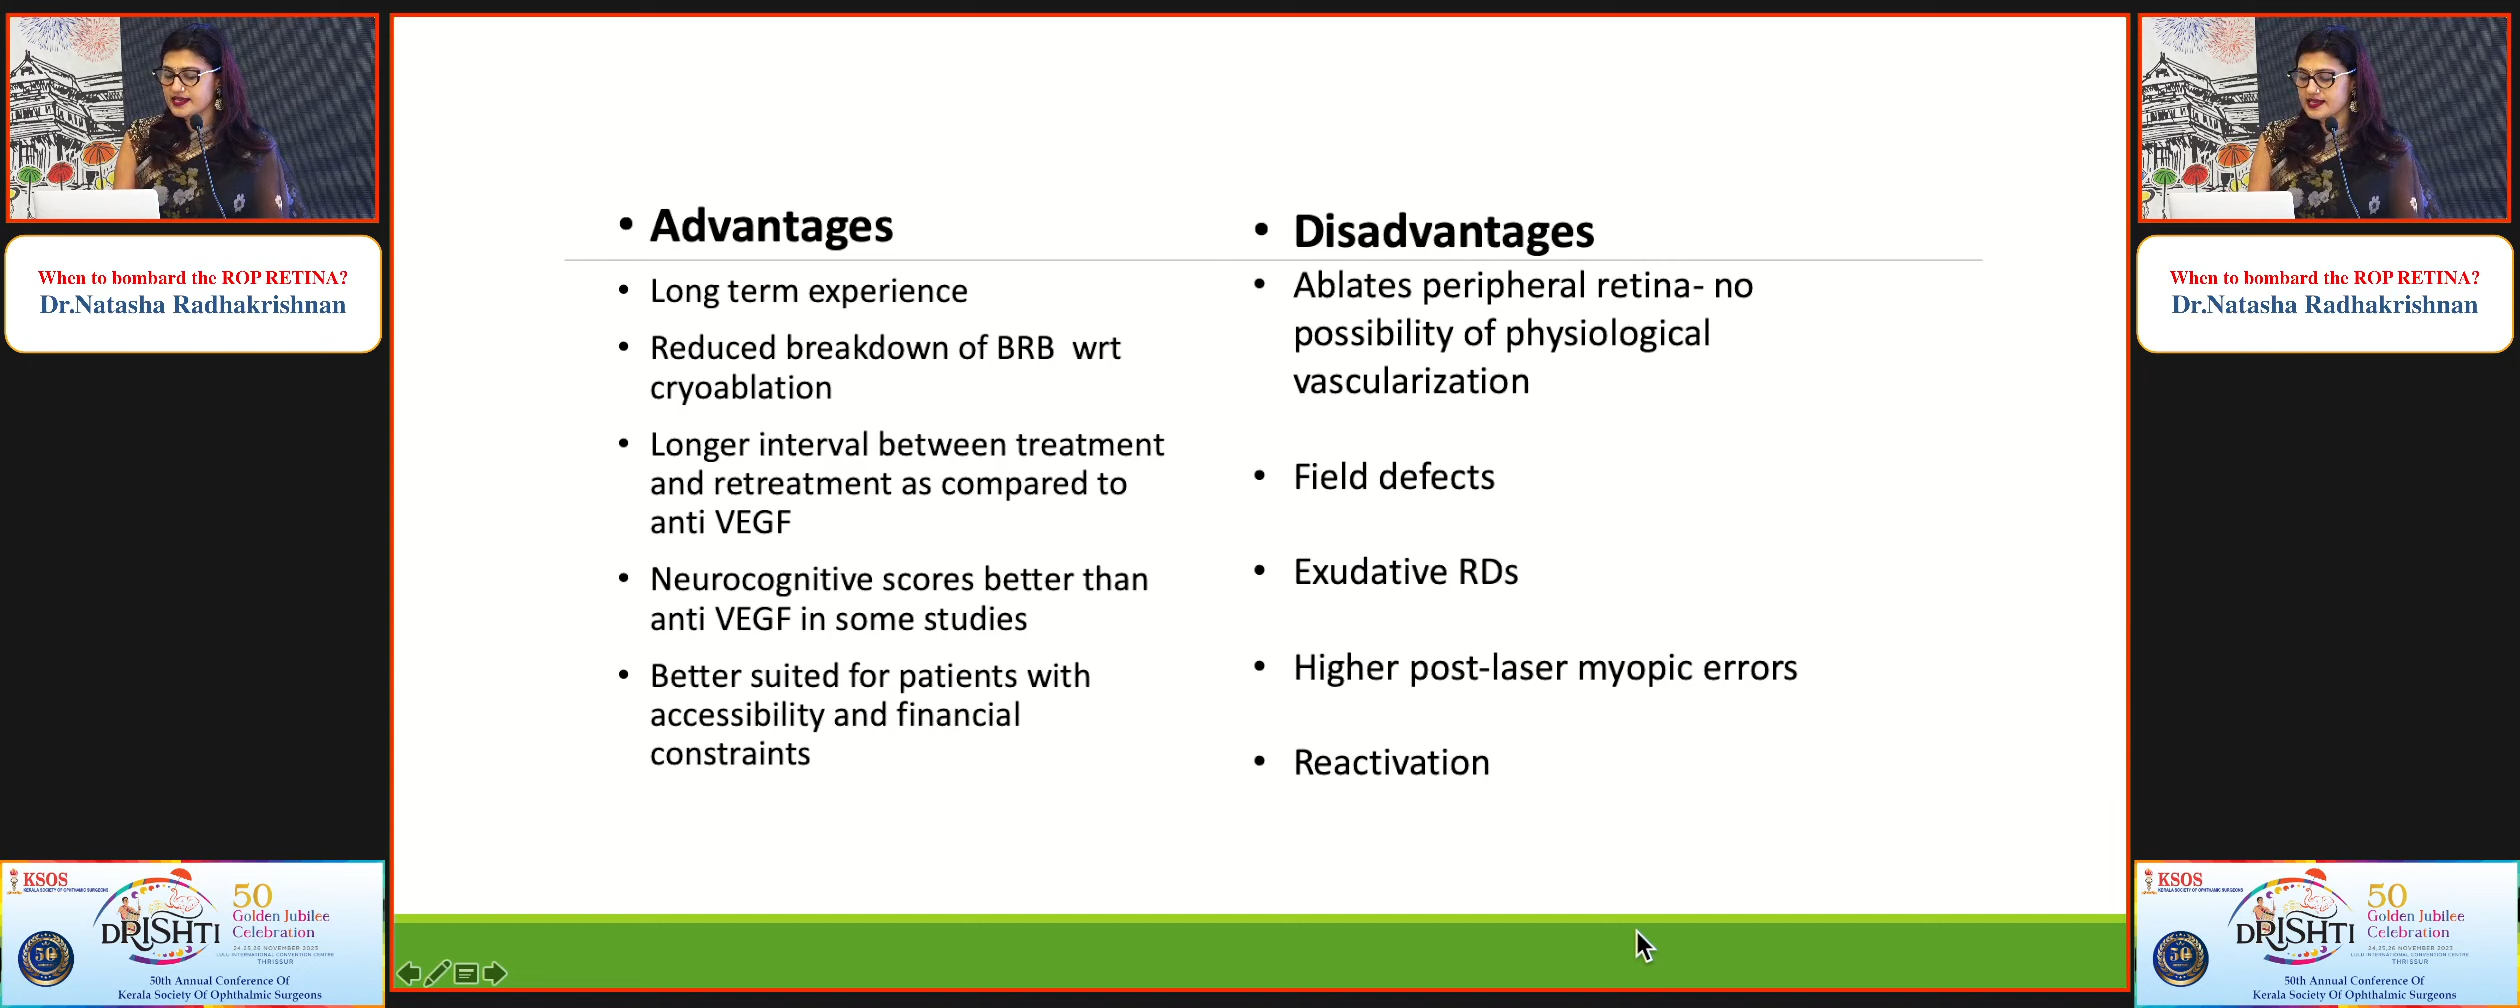 When to bombard the ROP RETINA?
Dr.Natasha Radhakrishnan
• Advantages
• Long term experience
• Reduced breakdown of BRB wrt
cryoablation
• Longer interval between treatment
and retreatment as compared to
anti VEGF
• Neurocognitive scores better than
anti VEGF in some studies
• Better suited for patients with
accessibility and financial
constraints
• Disadvantages
• Ablates peripheral retina- no
possibility of physiological
vascularization
• Field defects
• Exudative RDs
• Higher post-laser myopic errors
• Reactivation
When to bombard the ROP RETINA?
Dr.Natasha Radhakrishnan
KSOS
KERALA SOCIETY OF OPHTHALMIC SURGEONS
DRISHTI
50
Golden Jubilee
Celebration
24,25,26 NOVEMBER 2023
LULU INTERNATIONAL CONVENTION CENTRE
THRISSUR
50
50th Annual Conference Of
Kerala Society Of Ophthalmic Surgeons
KSOS
KERALA SOCIETY OF OPHTHALMIC SURGEONS
DRISHTI
50
Golden Jubilee
Celebration
24,25,26 NOVEMBER 2023
LULU INTERNATIONAL CONVENTION CENTRE
THRISSUR
50
50th Annual Conference Of
Kerala Society Of Ophthalmic Surgeons